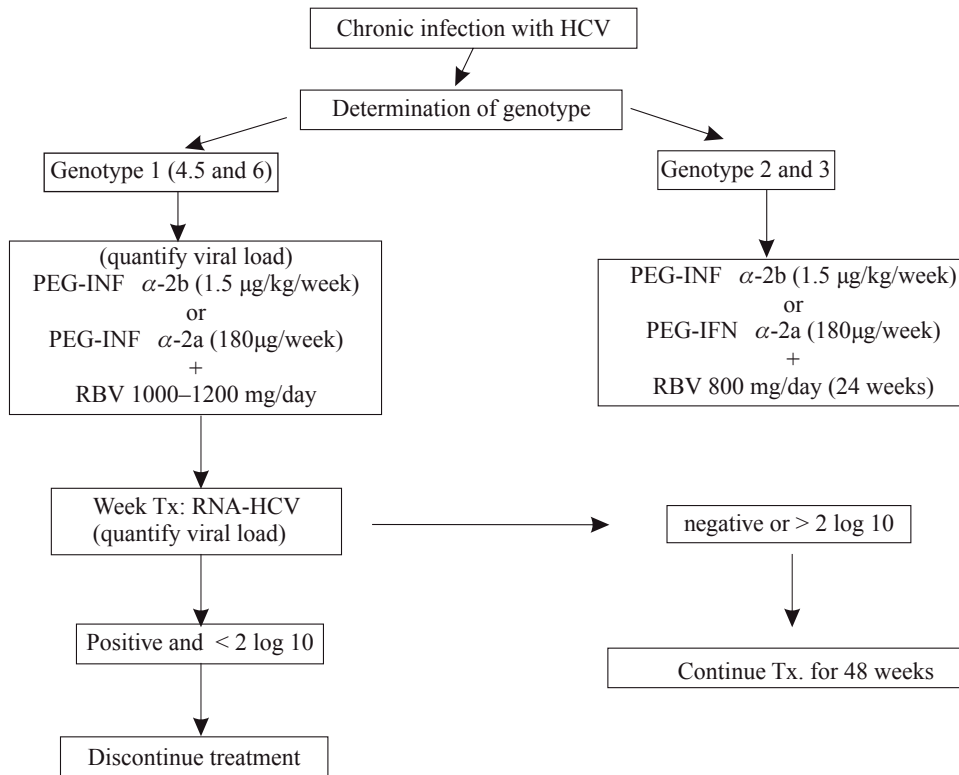 Chronic infection with HCV
Determination of genotype
Genotype 1 (4.5 and 6)
Genotype 2 and 3
(quantify viral load)
PEG-INF α-2b (1.5 μg/kg/week)
or
PEG-INF α-2a (180μg/week)
+
RBV 1000–1200 mg/day
PEG-INF α-2b (1.5 μg/kg/week)
or
PEG-IFN α-2a (180μg/week)
+
RBV 800 mg/day (24 weeks)
Week Tx: RNA-HCV
(quantify viral load)
negative or > 2 log 10
Positive and < 2 log 10
Continue Tx. for 48 weeks
Discontinue treatment